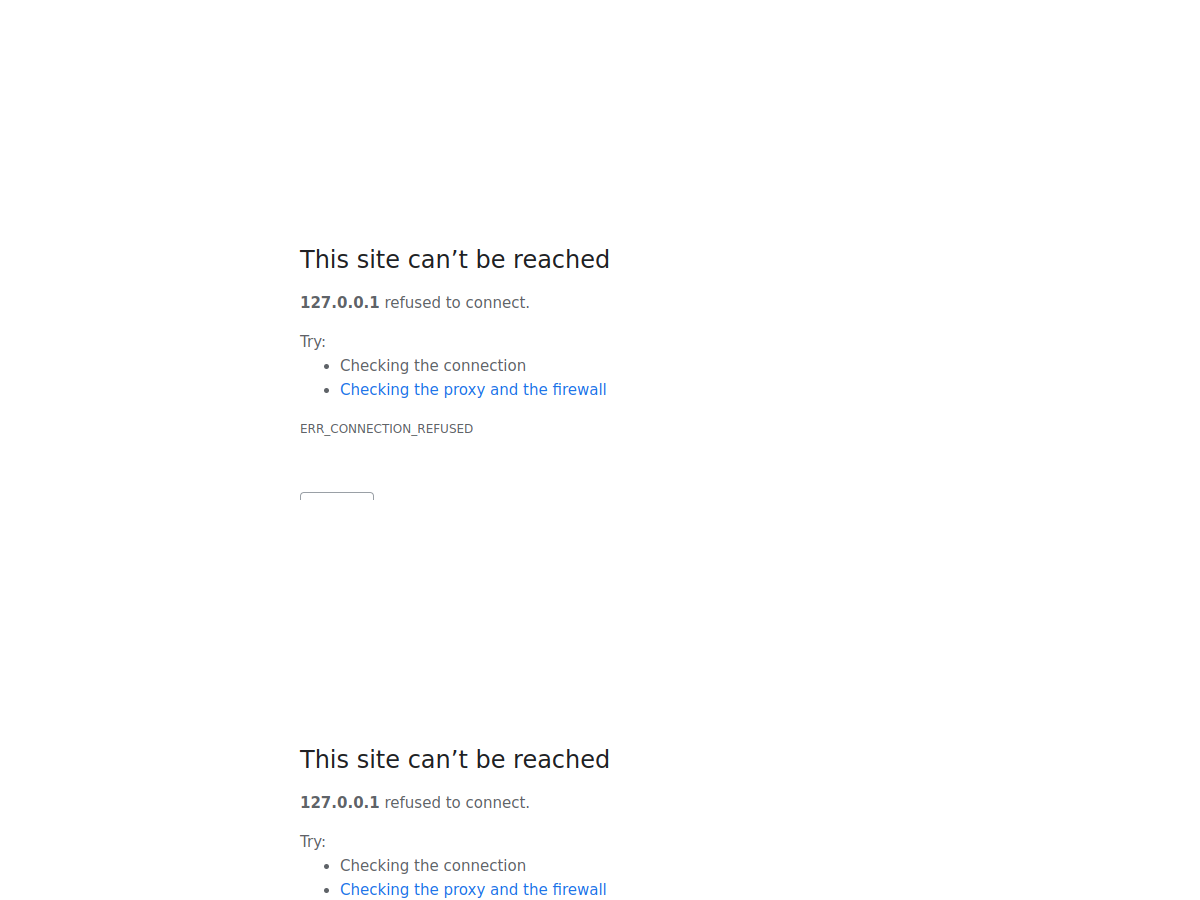 This site can’t be reached
127.0.0.1 refused to connect.
Try:
Checking the connection
Checking the proxy and the firewall
ERR_CONNECTION_REFUSED
This site can’t be reached
127.0.0.1 refused to connect.
Try:
Checking the connection
Checking the proxy and the firewall